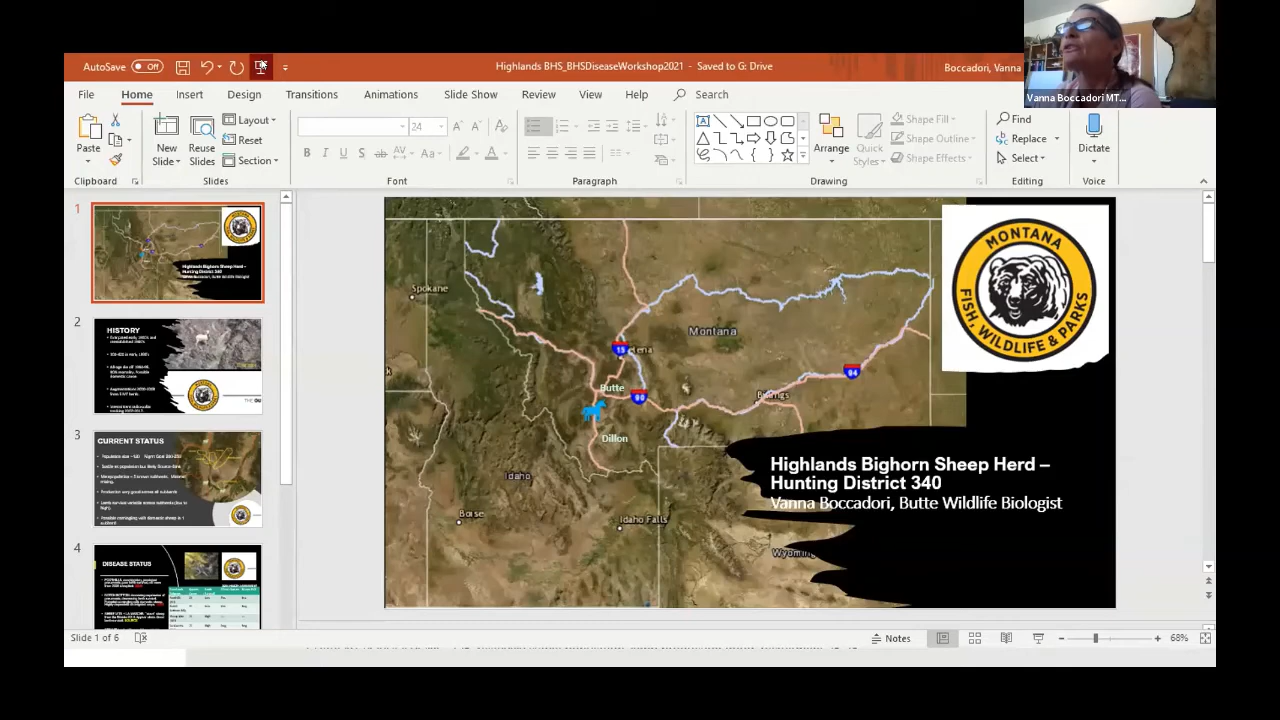 AutoSave Off
Highlands BHS_BHSDiseaseWorkshop2021 - Saved to G: Drive
Boccadori, Vanna
Vanna Boccadori MT...
File Home Insert Design Transitions Animations Slide Show Review View Help Search
Paste
New Slide
Reuse Slides
Layout
Reset
Section
24
Arrange
Quick Styles
Shape Fill
Shape Outline
Shape Effects
Find
Replace
Select
Dictate
Clipboard Slides Font Paragraph Drawing Editing Voice
1
2
HISTORY
3
CURRENT STATUS
4
DISEASE STATUS
MONTANA
FISH, WILDLIFE & PARKS
Spokane
Montana
15
Butte
90
94
Dillon
Idaho
Boise
Idaho Falls
Highlands Bighorn Sheep Herd –
Hunting District 340
Vanna Boccadori, Butte Wildlife Biologist
Slide 1 of 6
Notes
68%